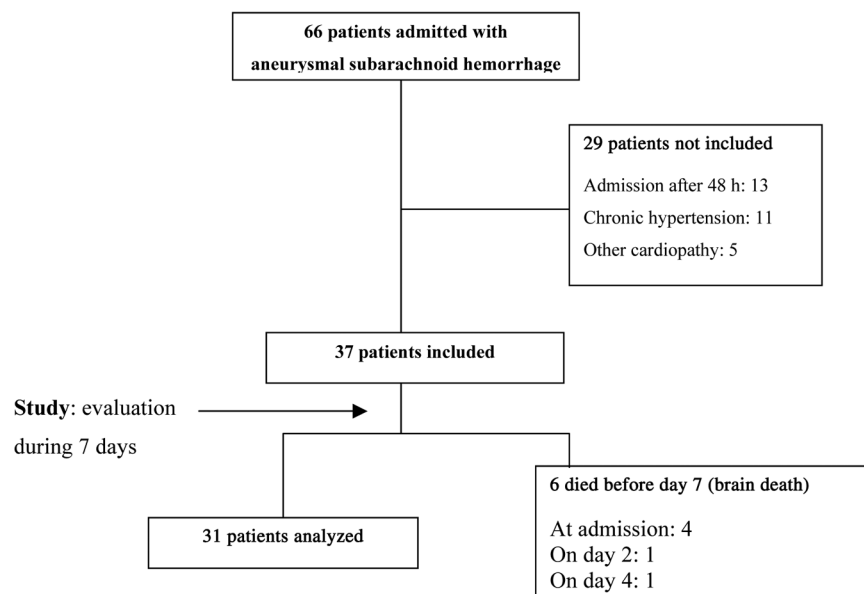 66 patients admitted with
aneurysmal subarachnoid hemorrhage
29 patients not included
Admission after 48 h: 13
Chronic hypertension: 11
Other cardiopathy: 5
37 patients included
Study: evaluation
during 7 days
6 died before day 7 (brain death)
At admission: 4
On day 2: 1
On day 4: 1
31 patients analyzed